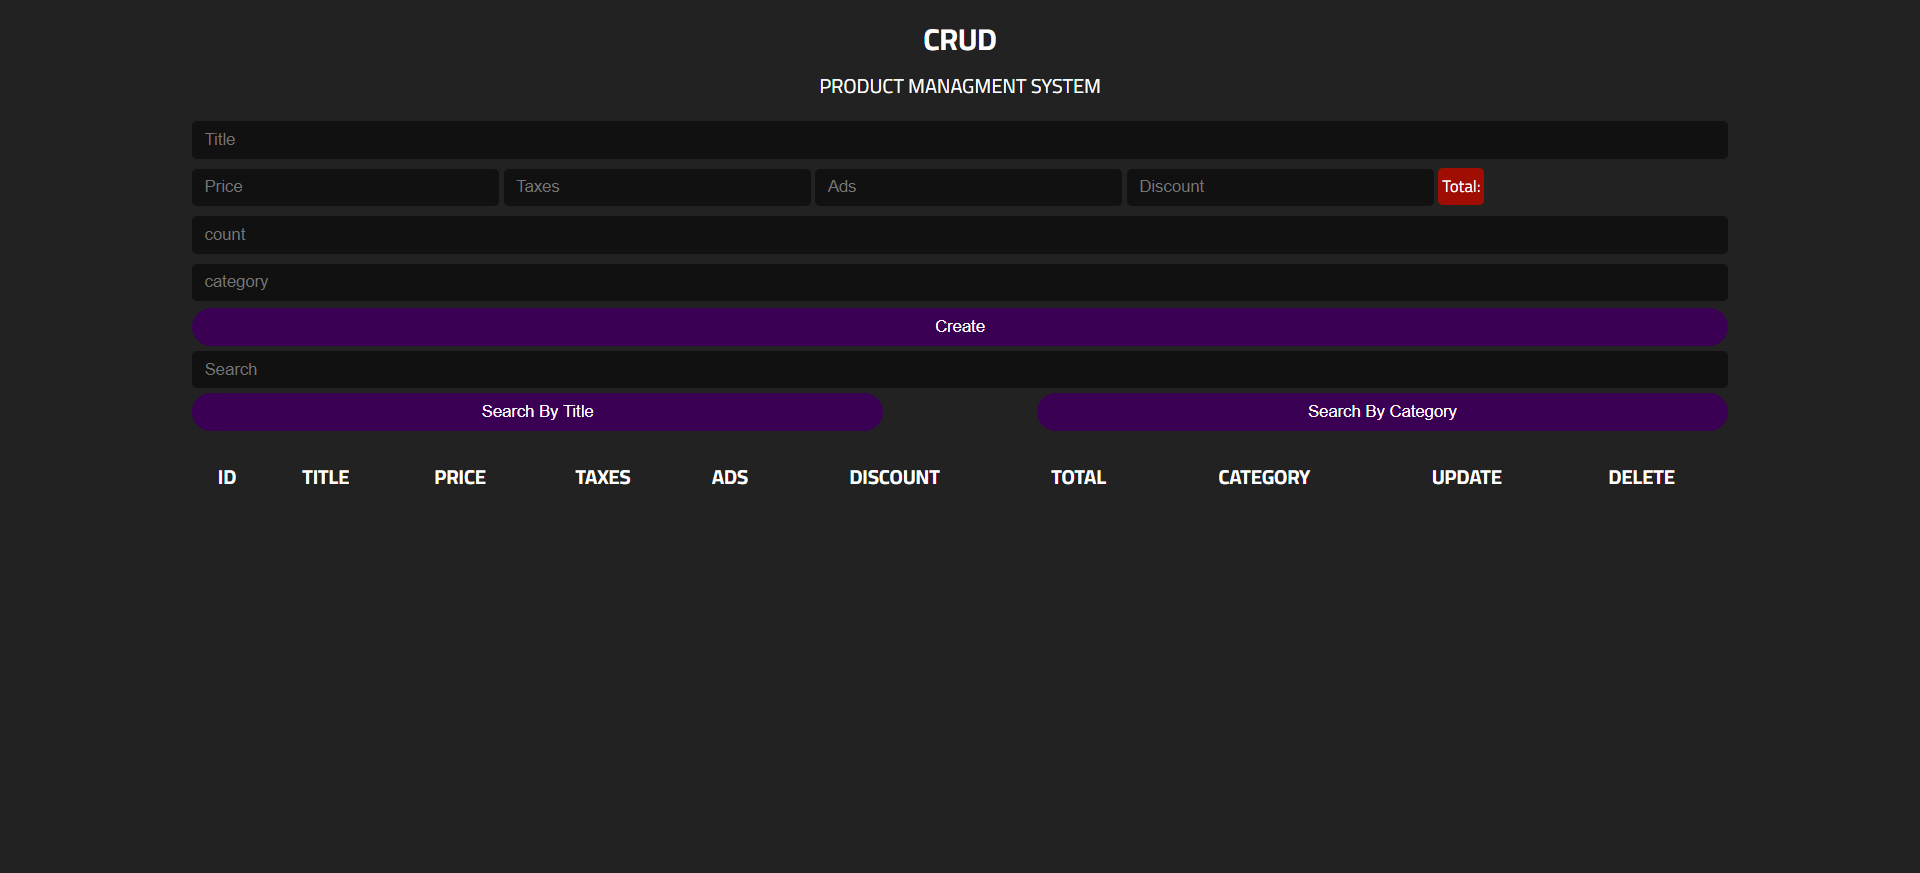 CRUD
PRODUCT MANAGMENT SYSTEM
Title
Price Taxes Ads Discount Total:
count
category
Create
Search
Search By Title Search By Category
ID TITLE PRICE TAXES ADS DISCOUNT TOTAL CATEGORY UPDATE DELETE